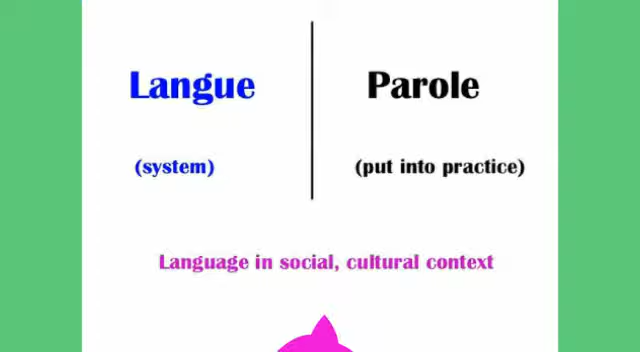 Langue
Parole
(system)
(put into practice)
Language in social, cultural context